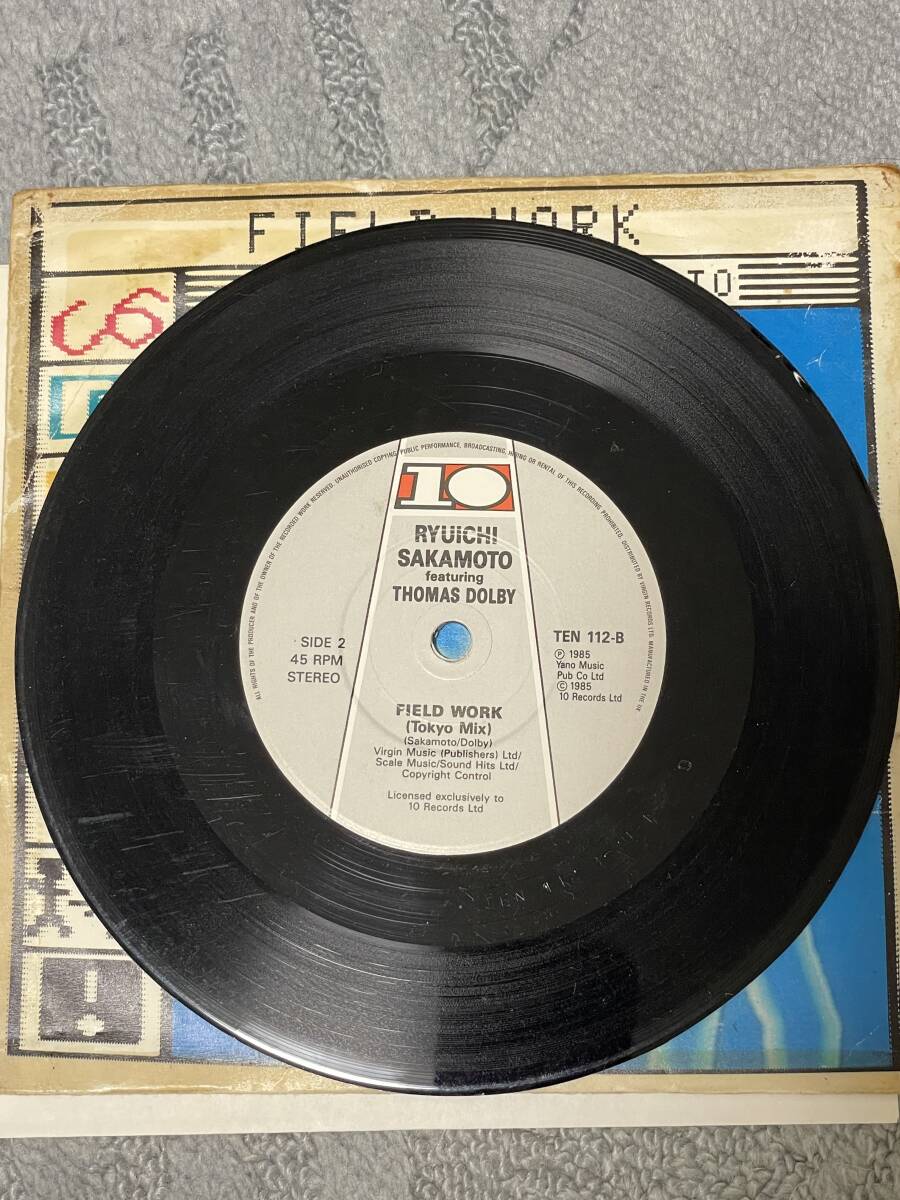 FIELD WORK
TO
ALL RIGHTS OF THE PRODUCER AND OF THE OWNER OF THE RECORDED WORK RESERVED. UNAUTHORISED COPYING, PUBLIC PERFORMANCE, BROADCASTING, HIRING OR RENTAL OF THIS RECORDING PROHIBITED. DISTRIBUTED BY VIRGIN RECORDS LTD. MANUFACTURED IN THE UK
10
RYUICHI
SAKAMOTO
featuring
THOMAS DOLBY
SIDE 2
45 RPM
STEREO
TEN 112-B
℗ 1985
Yano Music
Pub Co Ltd
© 1985
10 Records Ltd
FIELD WORK
(Tokyo Mix)
(Sakamoto/Dolby)
Virgin Music (Publishers) Ltd/
Scale Music/Sound Hits Ltd/
Copyright Control
Licensed exclusively to
10 Records Ltd